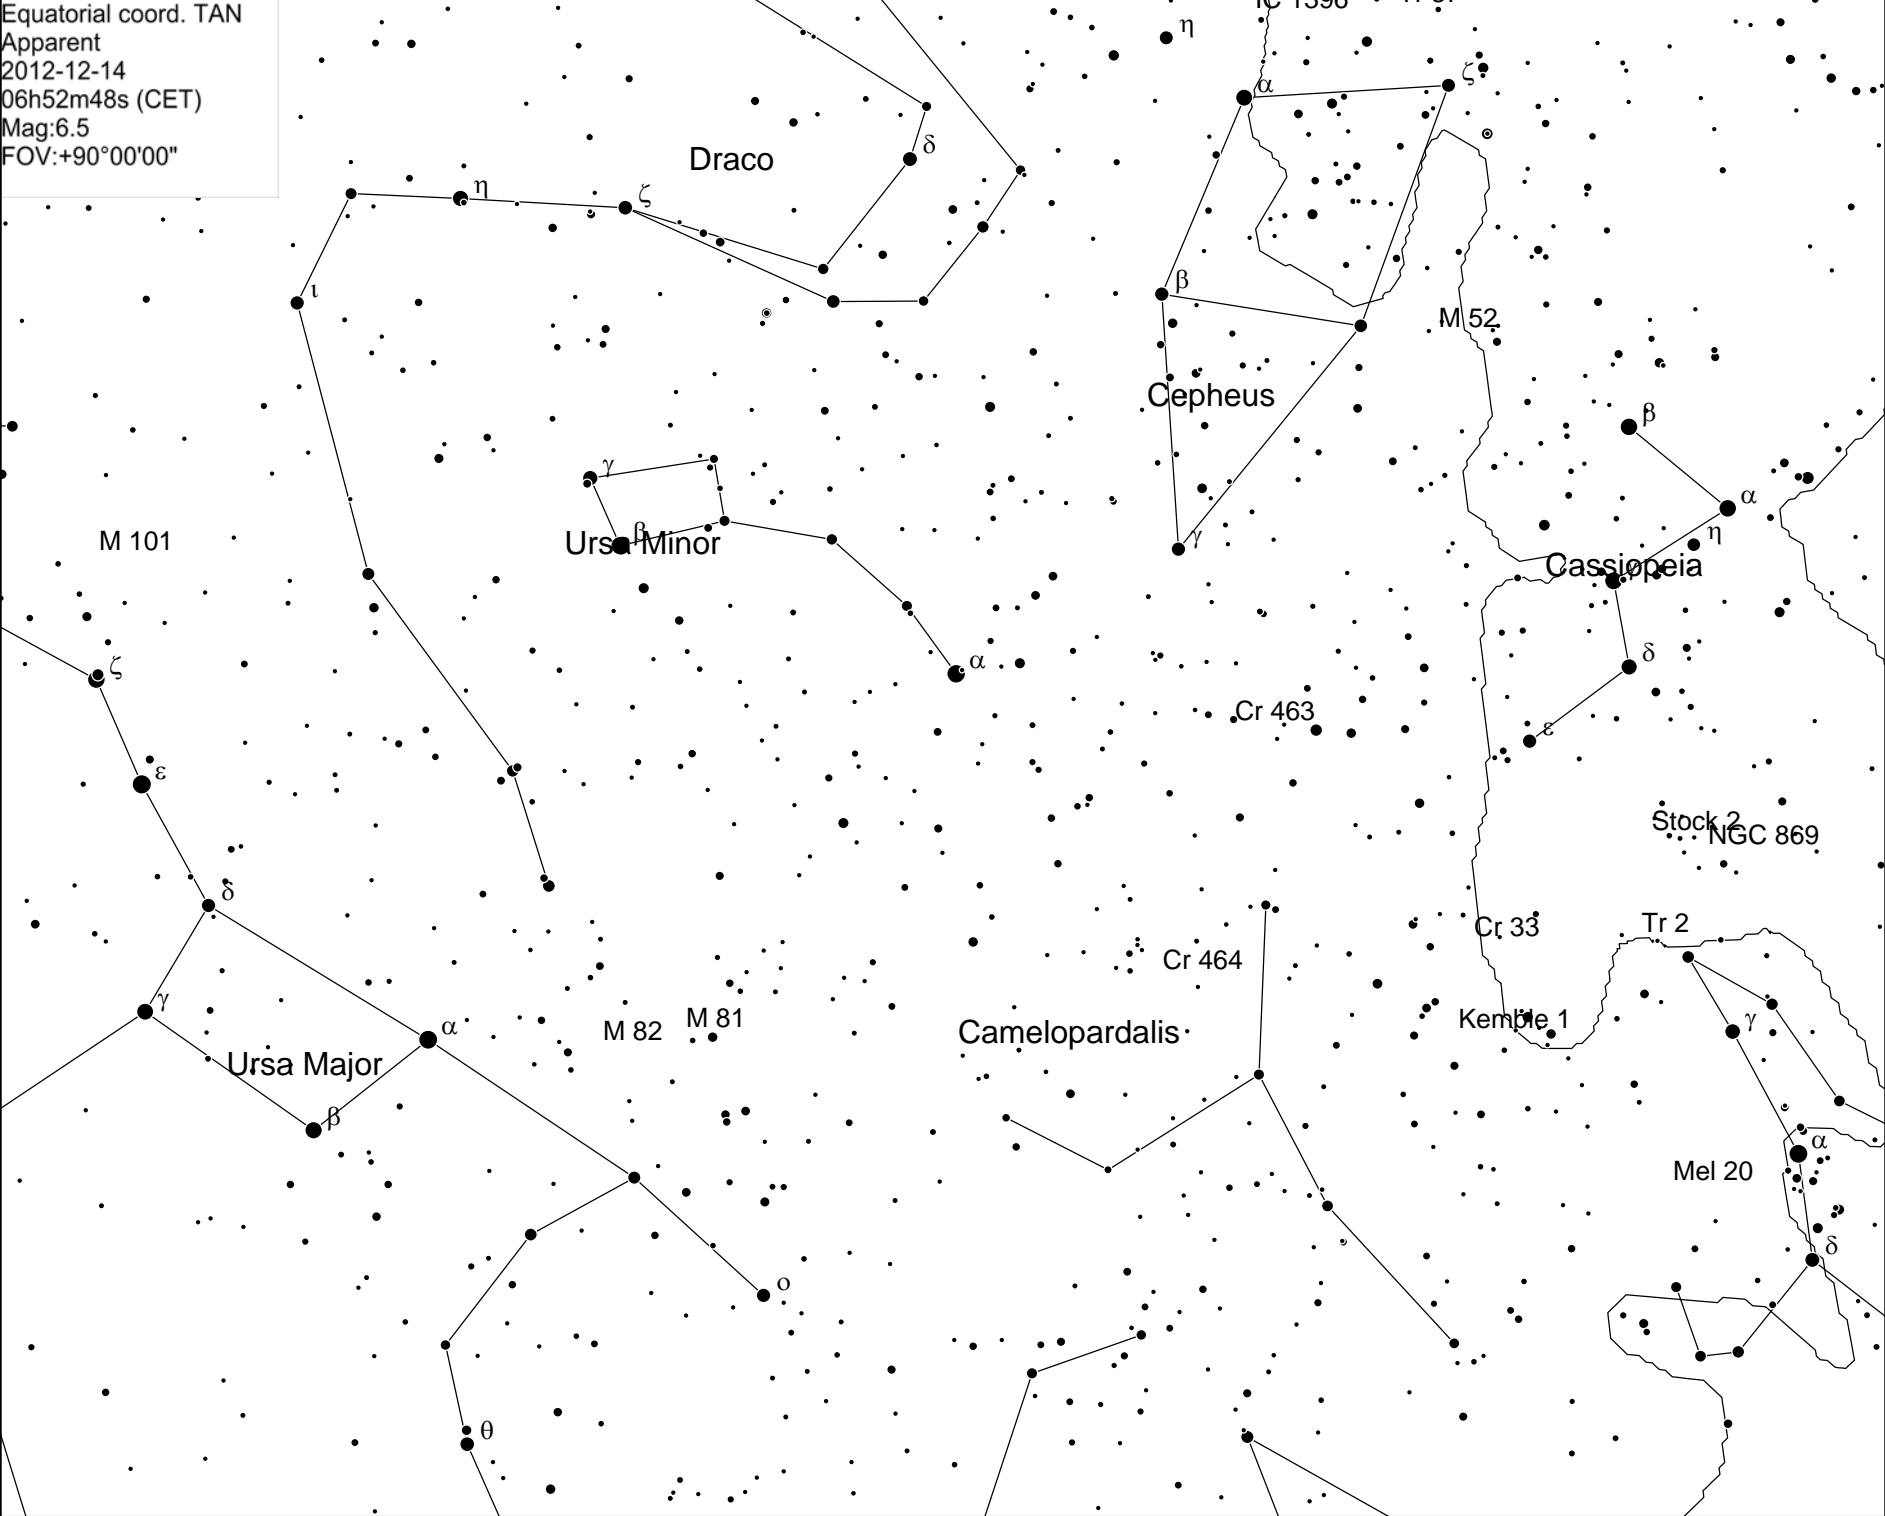 Equatorial coord. TAN
Apparent
2012-12-14
06h52m48s (CET)
Mag:6.5
FOV:+90°00'00"
IC 1396
η
α
ζ
δ
Draco
η
ζ
ι
β
M 52
Cepheus
β
γ
α
M 101
β
Ursa Minor
γ
η
Cassiopeia
ζ
α
δ
Cr 463
ε
ε
Stock 2
NGC 869
δ
Cr 33
Tr 2
Cr 464
γ
M 82
M 81
α
Camelopardalis
Kemble 1
γ
Ursa Major
β
α
Mel 20
δ
ο
θ